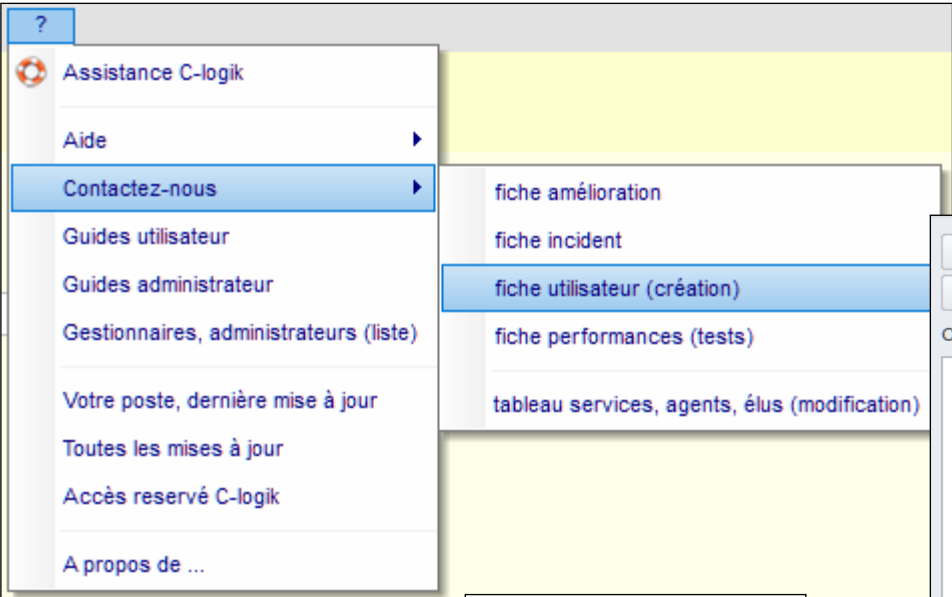 ?
Assistance C-logik
Aide
Contactez-nous
Guides utilisateur
Guides administrateur
Gestionnaires, administrateurs (liste)
Votre poste, dernière mise à jour
Toutes les mises à jour
Accès reservé C-logik
A propos de ...
fiche amélioration
fiche incident
fiche utilisateur (création)
fiche performances (tests)
tableau services, agents, élus (modification)